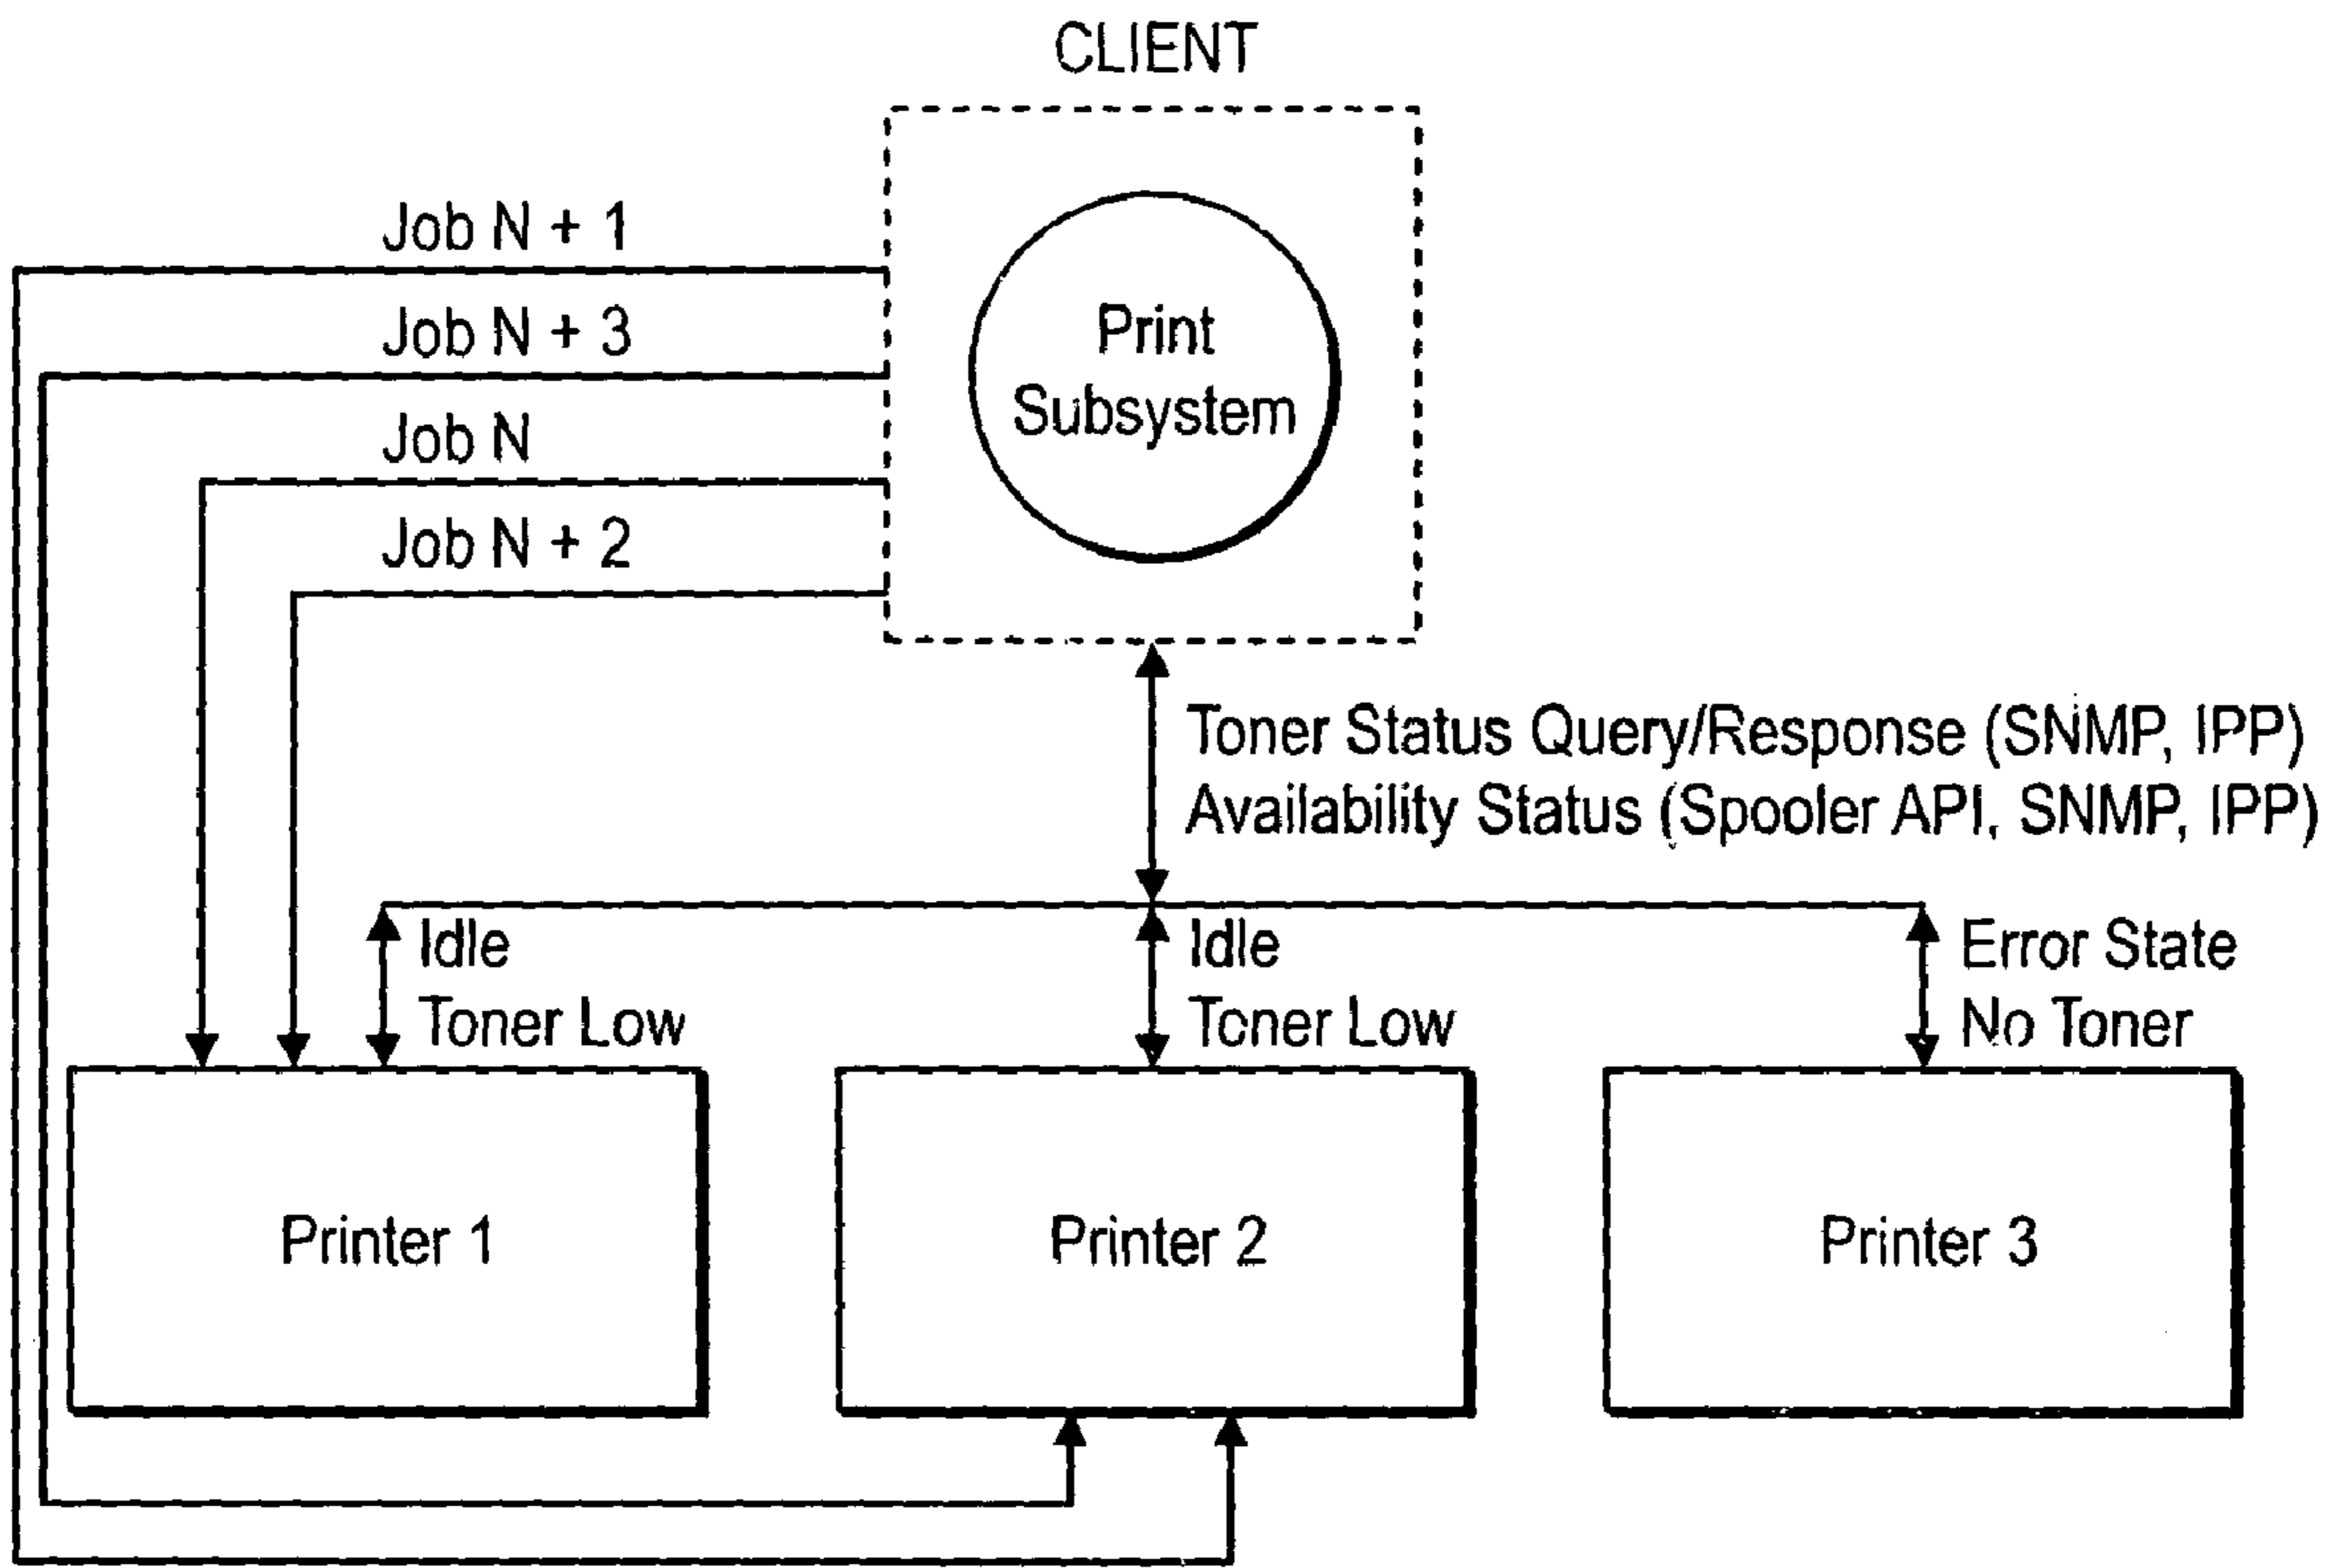 CLIENT
Job N + 1
Job N + 3
Job N
Job N + 2
Print
Subsystem
Toner Status Query/Response (SNMP, IPP)
Availability Status (Spooler API, SNMP, IPP)
Idle
Toner Low
Idle
Toner Low
Error State
No Toner
Printer 1
Printer 2
Printer 3